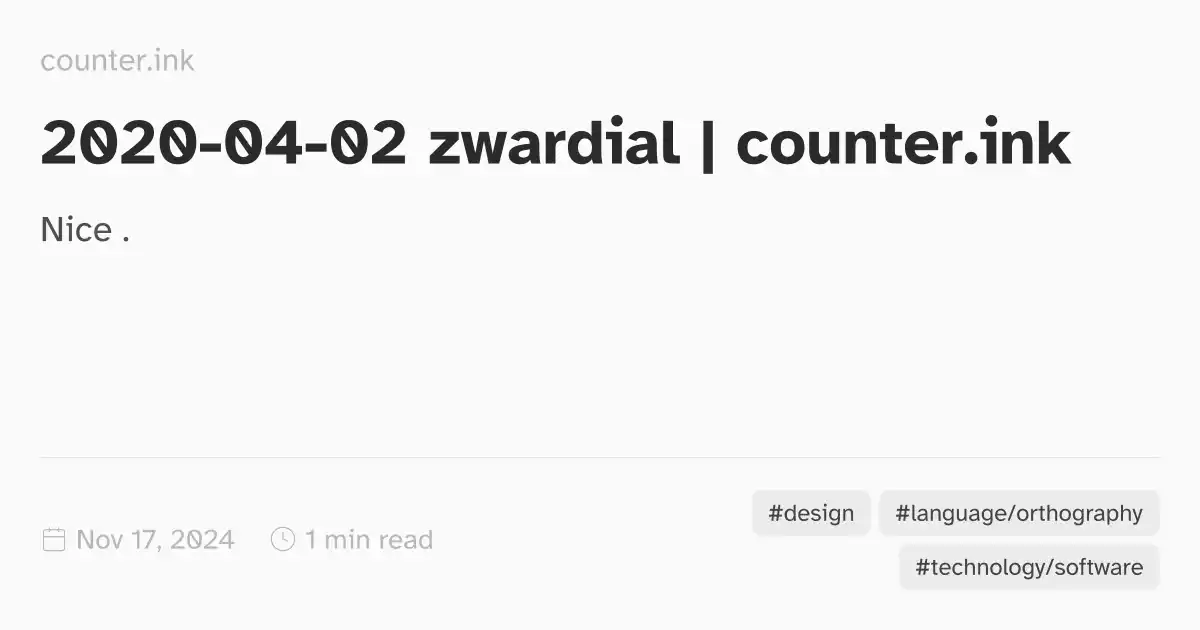 counter.ink
2020-04-02 zwardial | counter.ink
Nice .
Nov 17, 2024 1 min read
#design #language/orthography
#technology/software